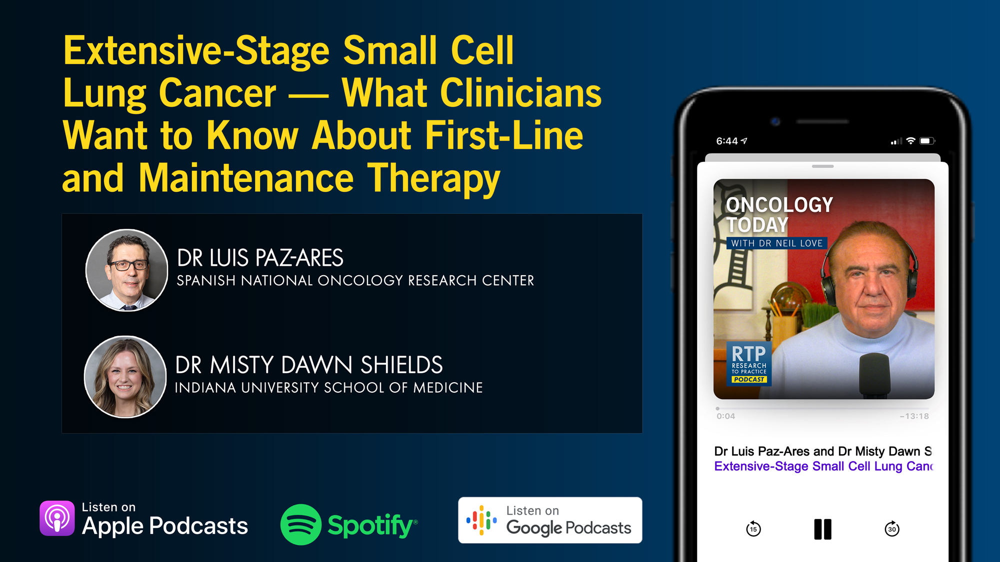 Extensive-Stage Small Cell
Lung Cancer — What Clinicians
Want to Know About First-Line
and Maintenance Therapy
DR LUIS PAZ-ARES
SPANISH NATIONAL ONCOLOGY RESEARCH CENTER
DR MISTY DAWN SHIELDS
INDIANA UNIVERSITY SCHOOL OF MEDICINE
Listen on
Apple Podcasts
Spotify®
Listen on
Google Podcasts
6:44
ONCOLOGY
TODAY
WITH DR NEIL LOVE
RTP
RESEARCH
TO PRACTICE
PODCAST
0:04
−13:18
Dr Luis Paz-Ares and Dr Misty Dawn S
Extensive-Stage Small Cell Lung Canc
15
30